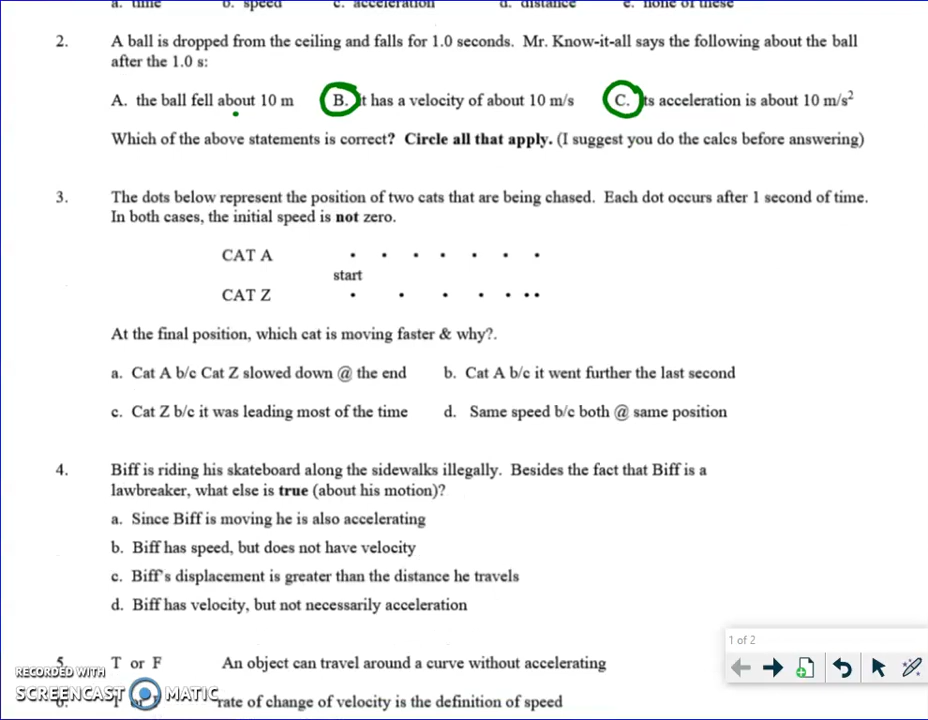 a. time b. speed c. acceleration d. distance e. none of these
2. A ball is dropped from the ceiling and falls for 1.0 seconds. Mr. Know-it-all says the following about the ball
after the 1.0 s:
A. the ball fell about 10 m B. It has a velocity of about 10 m/s C. Its acceleration is about 10 m/s²
Which of the above statements is correct? Circle all that apply. (I suggest you do the calcs before answering)
3. The dots below represent the position of two cats that are being chased. Each dot occurs after 1 second of time.
In both cases, the initial speed is not zero.
CAT A
start
CAT Z
At the final position, which cat is moving faster & why?.
a. Cat A b/c Cat Z slowed down @ the end b. Cat A b/c it went further the last second
c. Cat Z b/c it was leading most of the time d. Same speed b/c both @ same position
4. Biff is riding his skateboard along the sidewalks illegally. Besides the fact that Biff is a
lawbreaker, what else is true (about his motion)?
a. Since Biff is moving he is also accelerating
b. Biff has speed, but does not have velocity
c. Biff's displacement is greater than the distance he travels
d. Biff has velocity, but not necessarily acceleration
1 of 2
5. T or F An object can travel around a curve without accelerating
RECORDED WITH
SCREENCAST MATIC
rate of change of velocity is the definition of speed